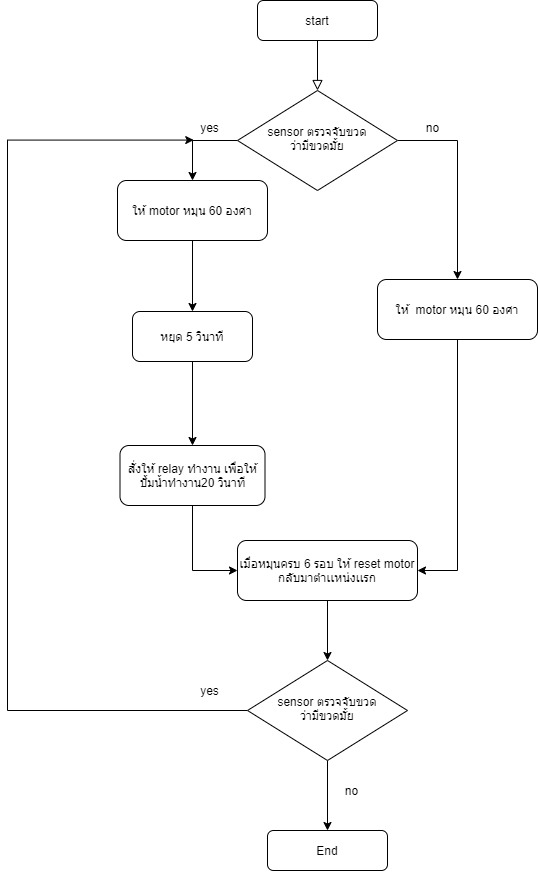 start
sensor ตรวจจับขวด
ว่ามีขวดมั้ย
yes
no
ให้ motor หมุน 60 องศา
ให้  motor หมุน 60 องศา
หยุด 5 วินาที
สั่งให้ relay ทำงาน เพื่อให้
ปั้มน้ำทำงาน20 วินาที
เมื่อหมุนครบ 6 รอบ ให้ reset motor
กลับมาตำแหน่งแรก
yes
sensor ตรวจจับขวด
ว่ามีขวดมั้ย
no
End